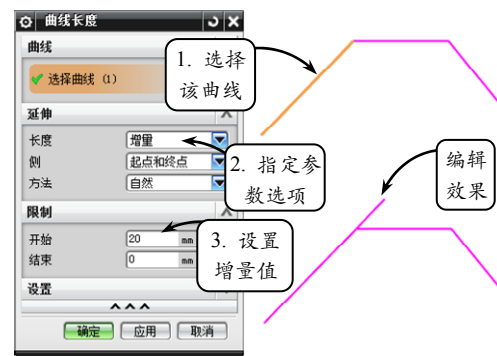 曲线长度
曲线
选择曲线 (1)
延伸
长度
增量
侧
起点和终点
方法
自然
限制
开始
20
mm
结束
0
mm
设置
确定
应用
取消
1. 选择
该曲线
2. 指定参
数选项
3. 设置
增量值
编辑
效果